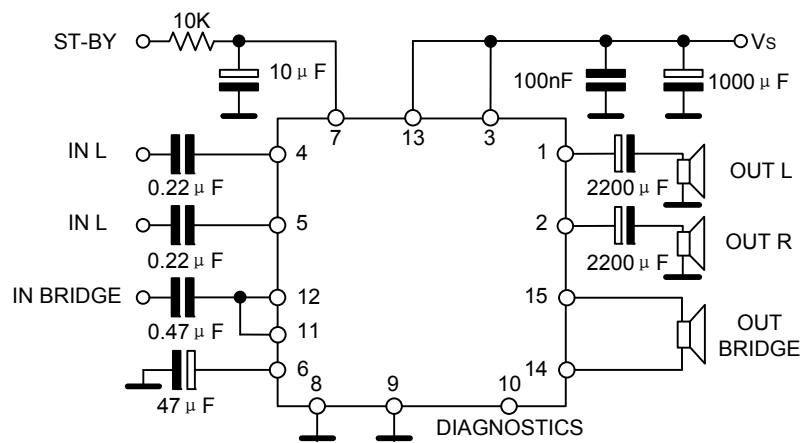 10K
ST-BY
Vs
10 μ F
100nF
1000 μ F
7
13
3
IN L
4
1
0.22 μ F
2200 μ F
OUT L
IN L
5
2
0.22 μ F
2200 μ F
OUT R
IN BRIDGE
12
15
0.47 μ F
11
OUT
BRIDGE
6
14
47 μ F
8
9
10
DIAGNOSTICS